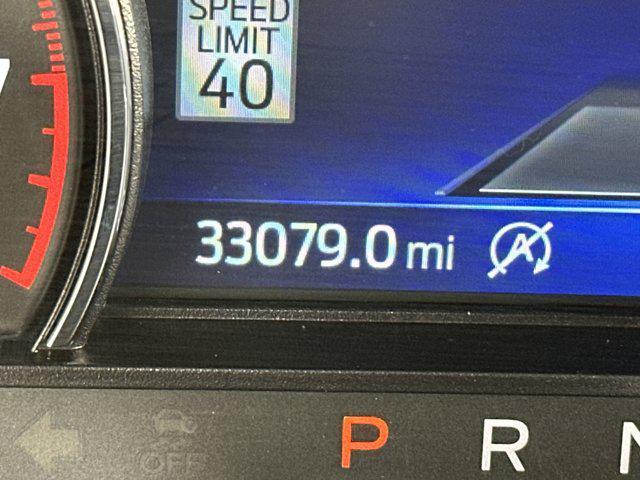 SPEED
LIMIT
40
33079.0 mi
A
OFF
P R N